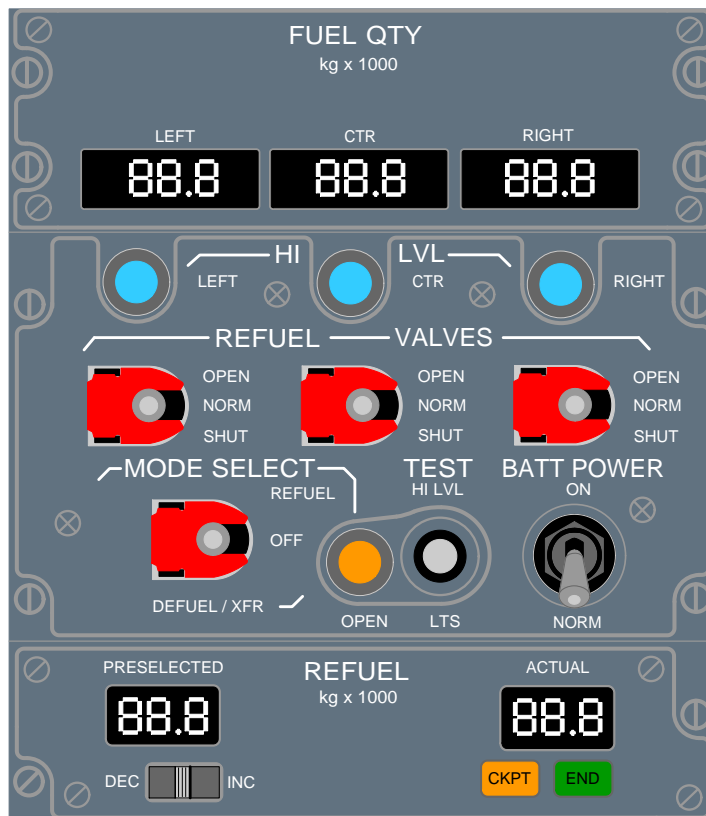 FUEL QTY
kg x 1000
LEFT CTR RIGHT
88.8 88.8 88.8
HI LVL
LEFT CTR RIGHT
REFUEL VALVES
OPEN OPEN OPEN
NORM NORM NORM
SHUT SHUT SHUT
MODE SELECT TEST BATT POWER
REFUEL HI LVL ON
OFF
DEFUEL / XFR
OPEN LTS NORM
PRESELECTED REFUEL ACTUAL
kg x 1000
88.8 88.8
DEC INC CKPT END